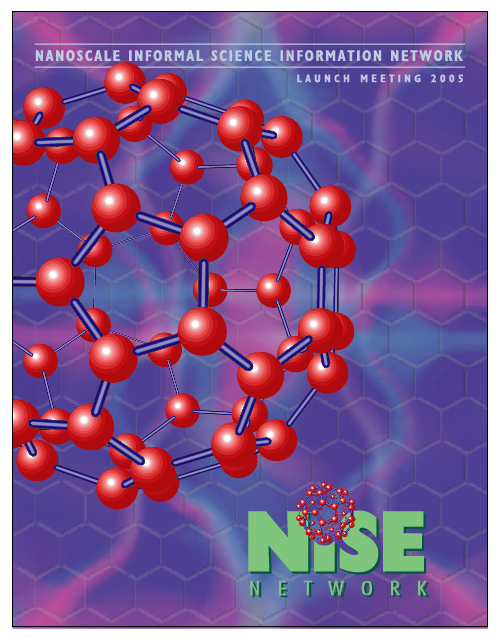 NANOSCALE INFORMAL SCIENCE INFORMATION NETWORK
LAUNCH MEETING 2005
NISE
NETWORK